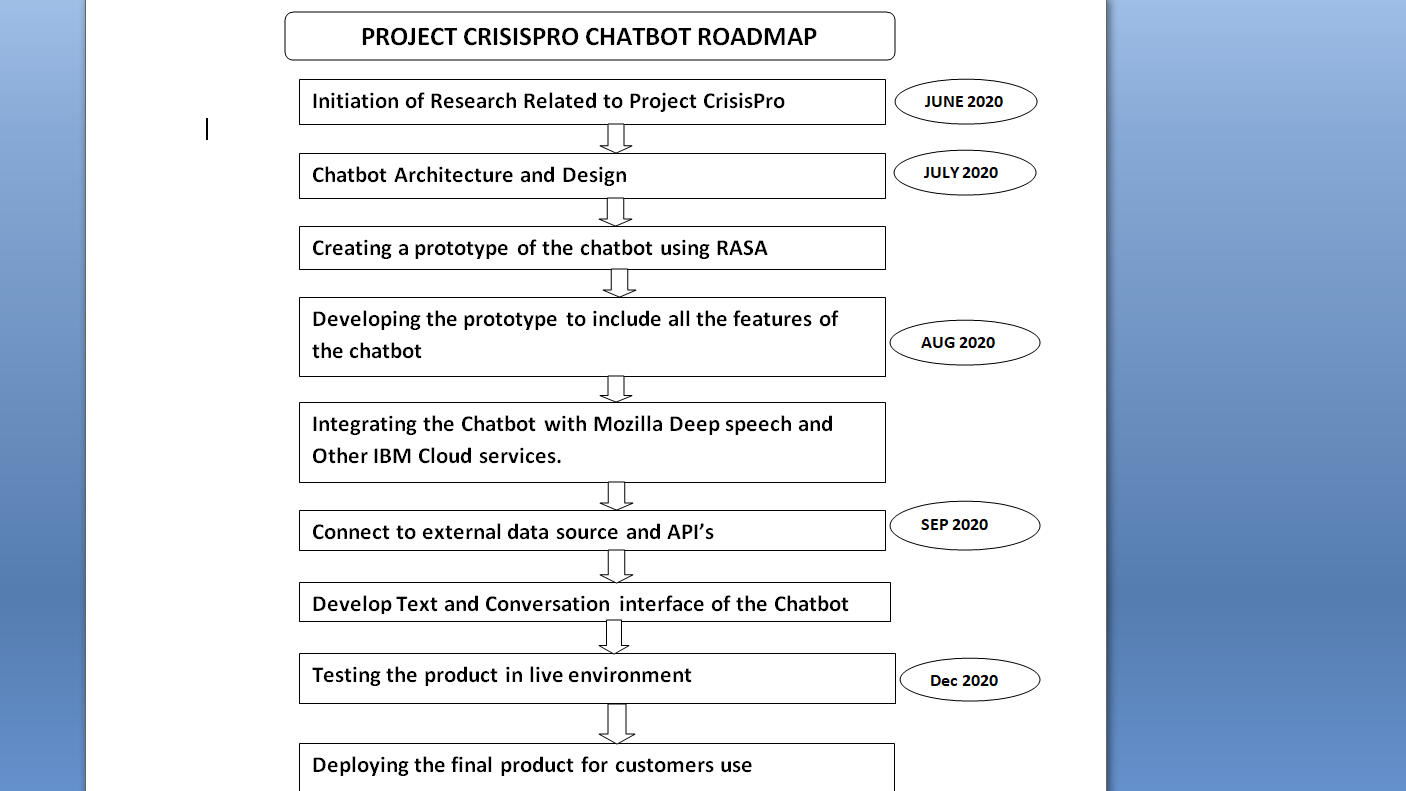 PROJECT CRISISPRO CHATBOT ROADMAP
Initiation of Research Related to Project CrisisPro
JUNE 2020
Chatbot Architecture and Design
JULY 2020
Creating a prototype of the chatbot using RASA
Developing the prototype to include all the features of
the chatbot
AUG 2020
Integrating the Chatbot with Mozilla Deep speech and
Other IBM Cloud services.
Connect to external data source and API’s
SEP 2020
Develop Text and Conversation interface of the Chatbot
Testing the product in live environment
Dec 2020
Deploying the final product for customers use